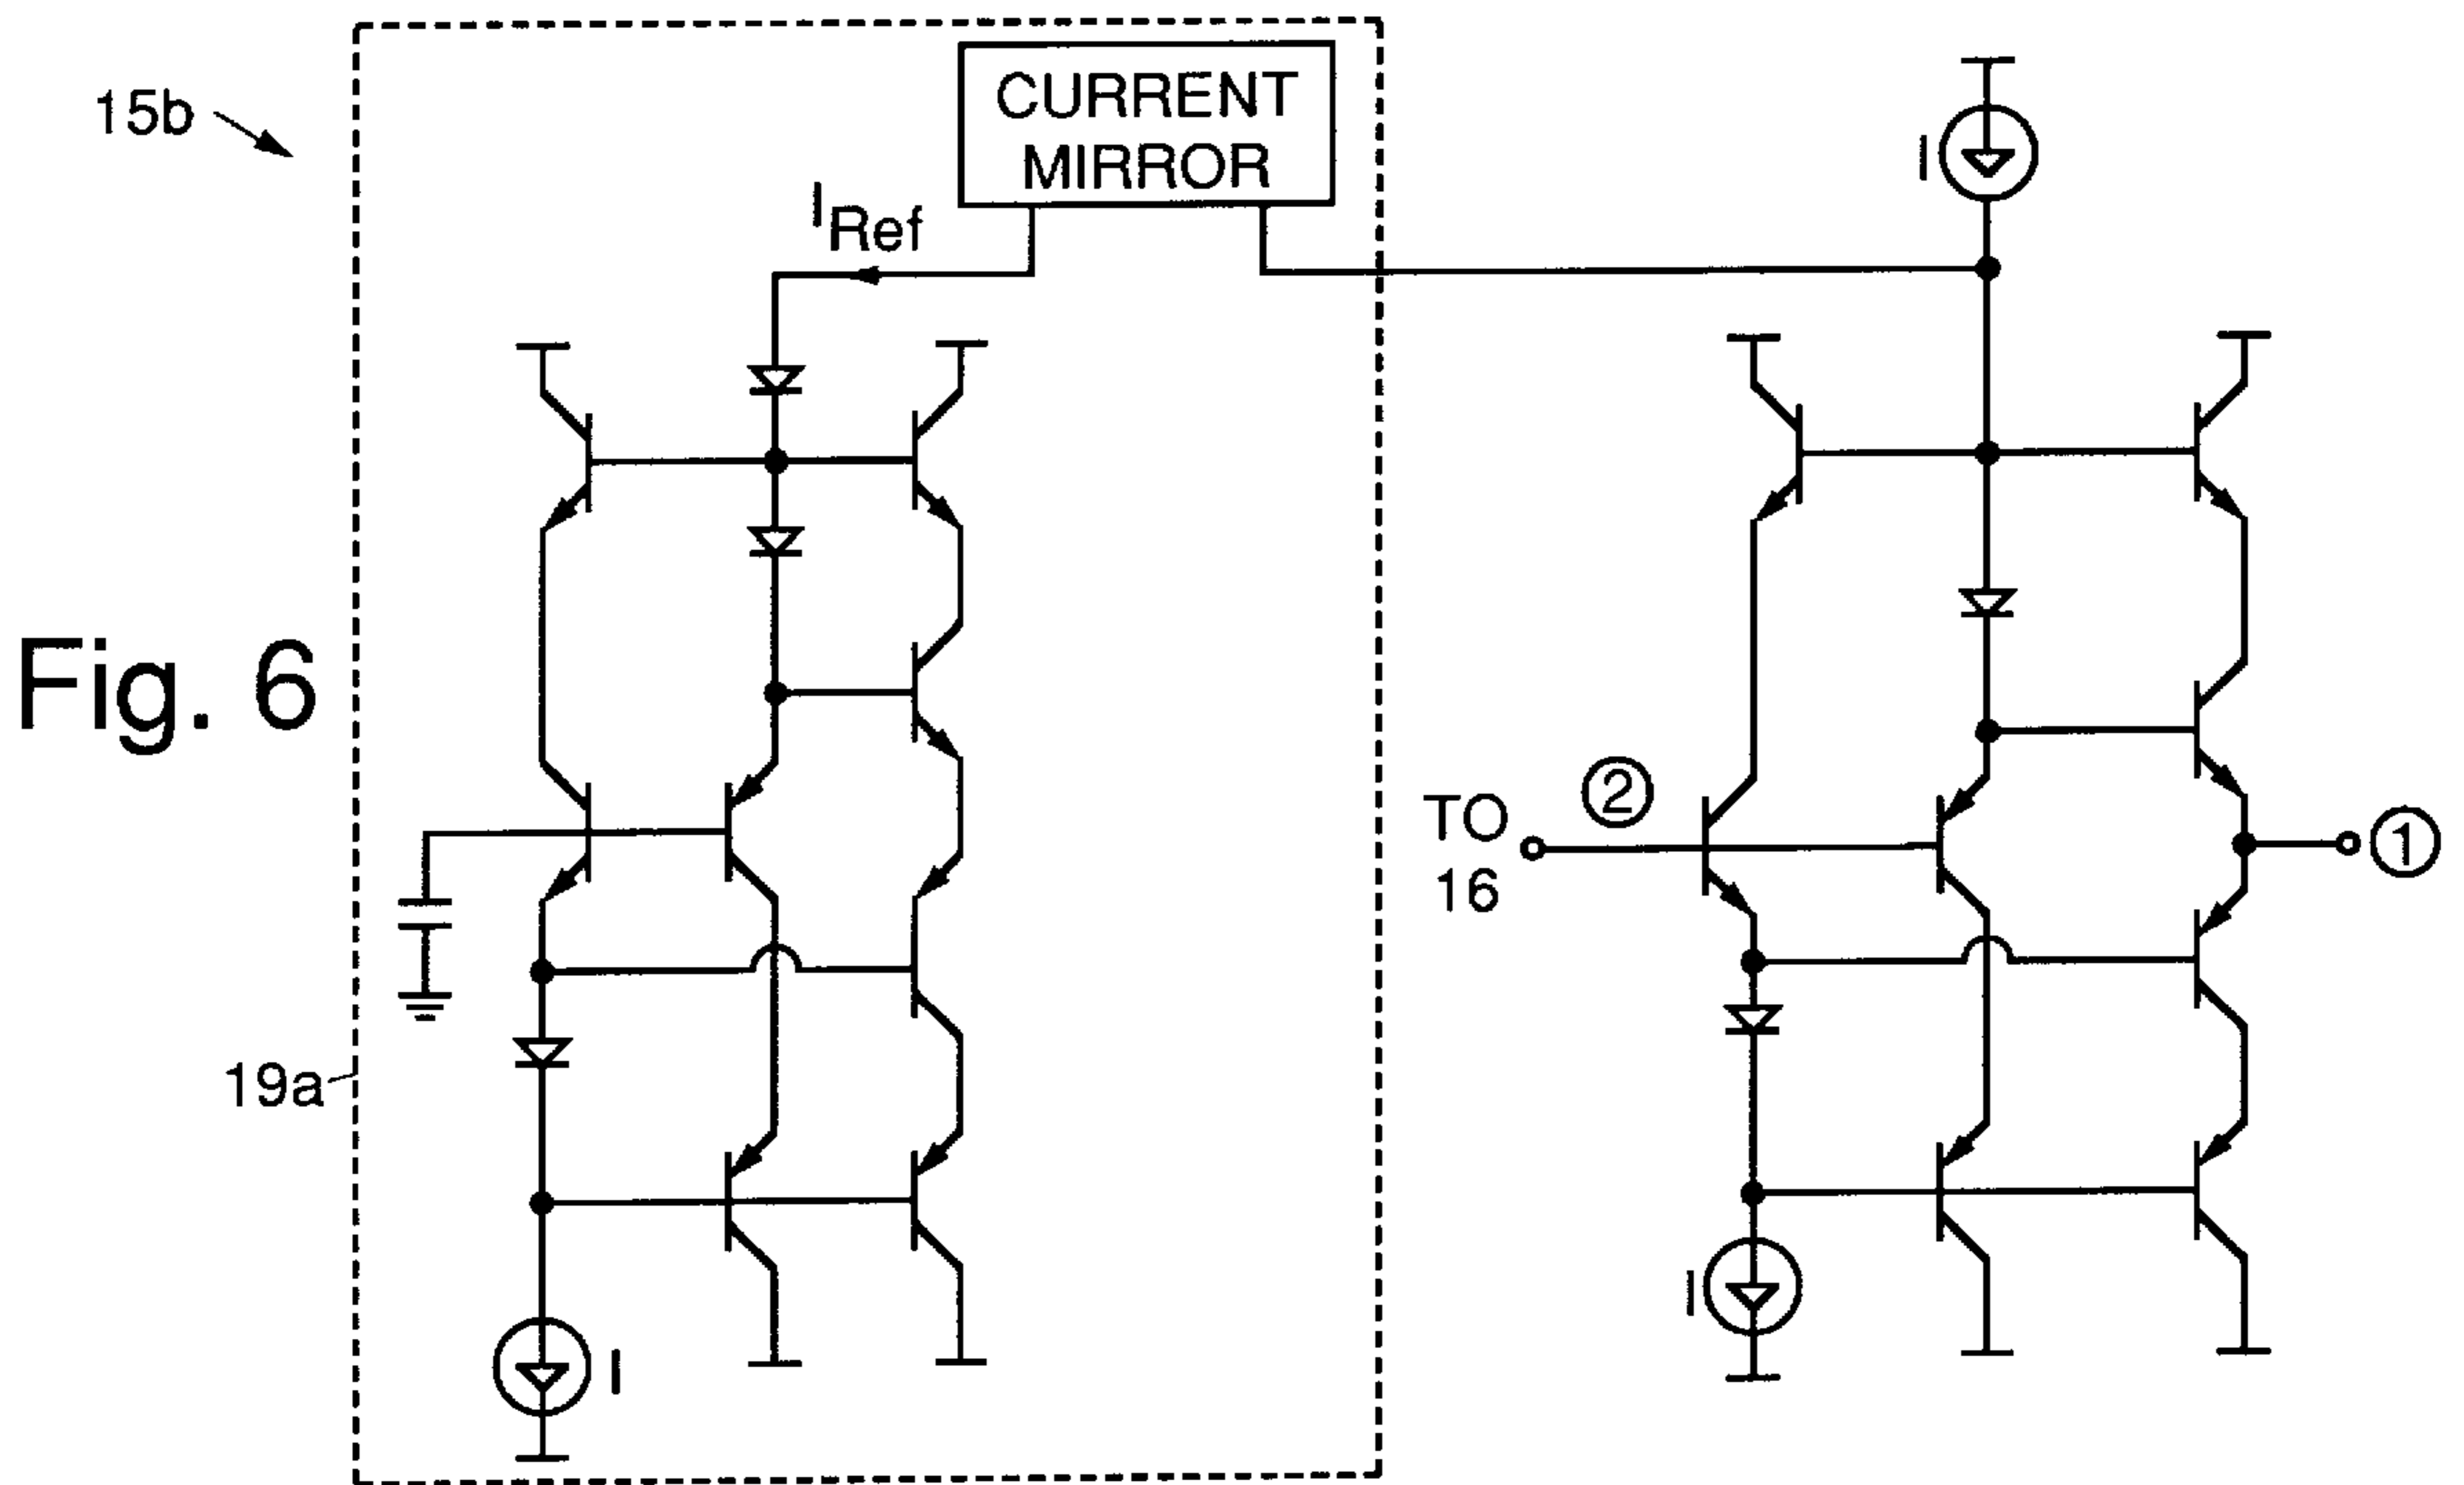 15b
CURRENT
MIRROR
I
IRef
Fig. 6
TO
16
②
①
19a
I
I